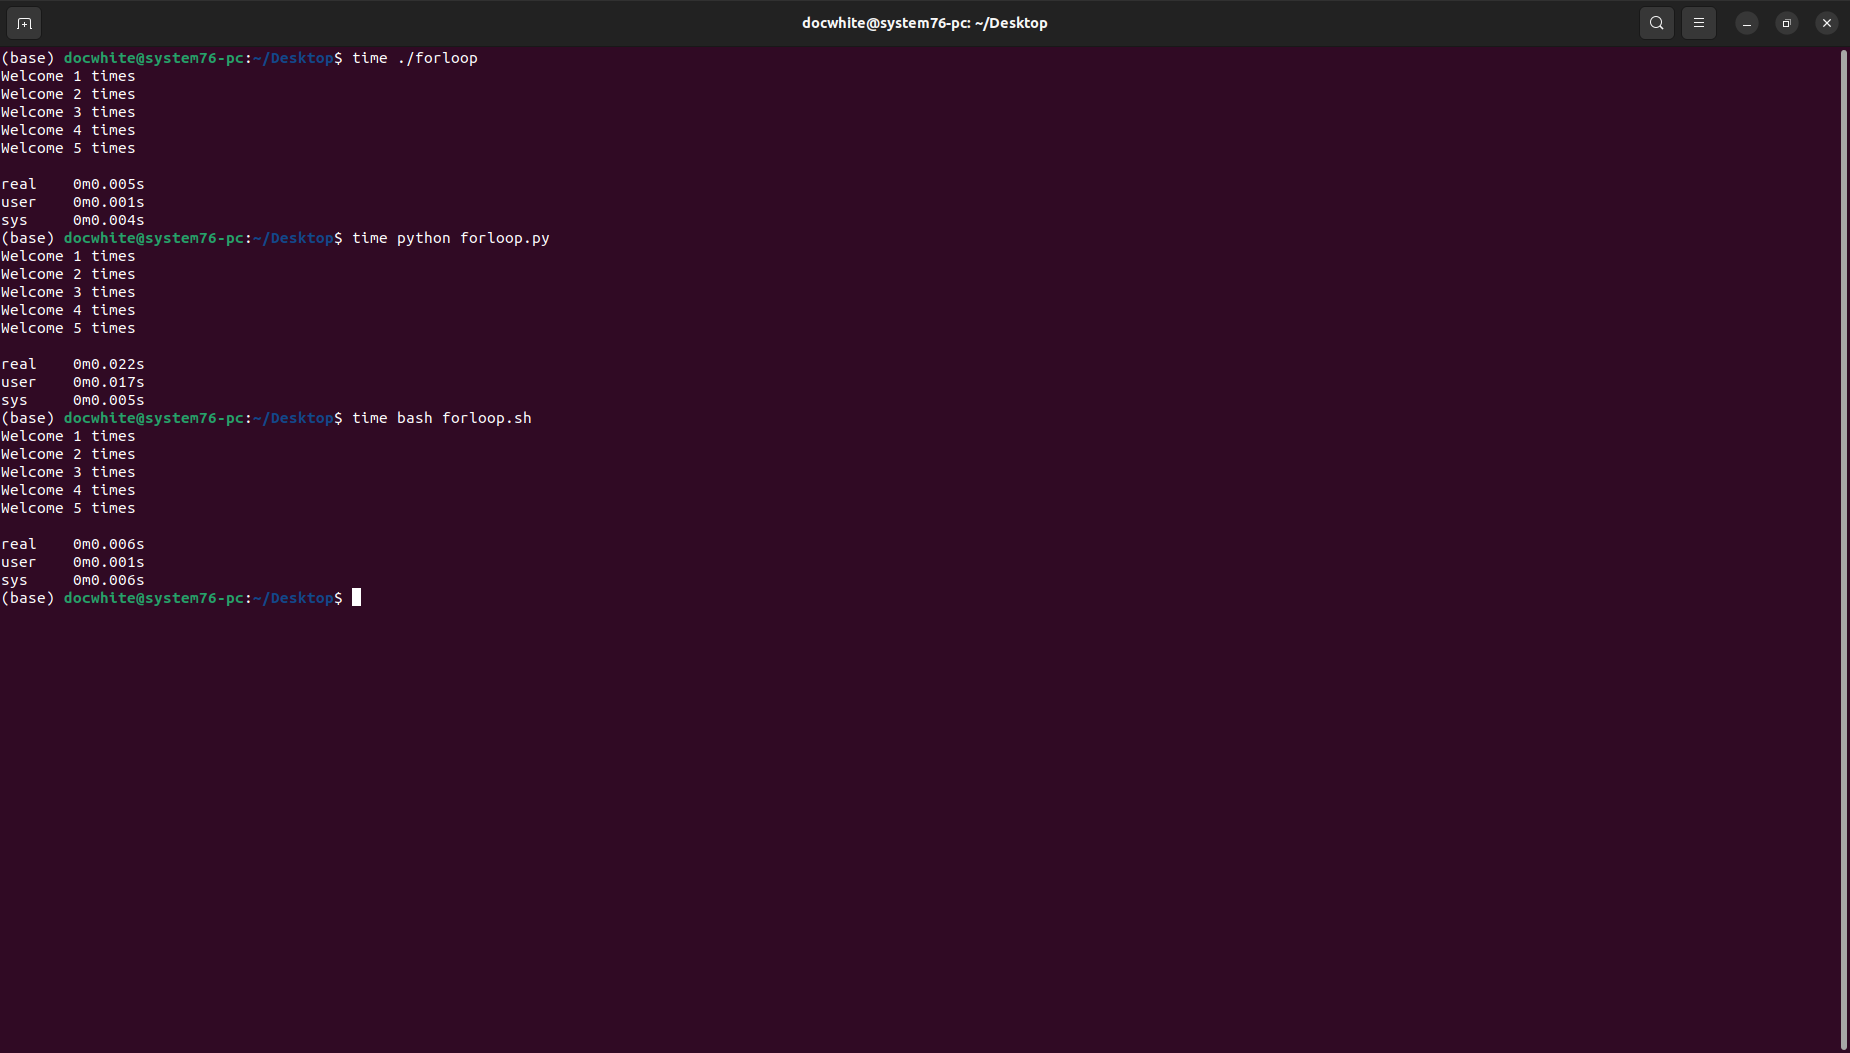 docwhite@system76-pc: ~/Desktop
(base) docwhite@system76-pc:~/Desktop$ time ./forloop
Welcome 1 times
Welcome 2 times
Welcome 3 times
Welcome 4 times
Welcome 5 times
real 0m0.005s
user 0m0.001s
sys 0m0.004s
(base) docwhite@system76-pc:~/Desktop$ time python forloop.py
Welcome 1 times
Welcome 2 times
Welcome 3 times
Welcome 4 times
Welcome 5 times
real 0m0.022s
user 0m0.017s
sys 0m0.005s
(base) docwhite@system76-pc:~/Desktop$ time bash forloop.sh
Welcome 1 times
Welcome 2 times
Welcome 3 times
Welcome 4 times
Welcome 5 times
real 0m0.006s
user 0m0.001s
sys 0m0.006s
(base) docwhite@system76-pc:~/Desktop$